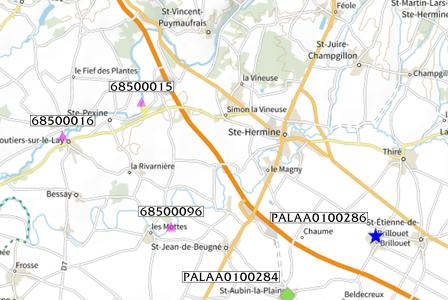 St-Vincent-
Puymaufrais
Féole
St-Martin-Lars-
Ste-Hermine
St-Juire-
Champgillon
le Fief des Plantes
la Vineuse
Champhi
68500015
Ste-Pexine
Simon la Vineuse
68500016
outiers-sur-le-Lay
Ste-Hermine
Thiré
la Rivarnière
le Magny
Bessay
68500096
PALAA0100286
les Mottes
Chaume
St-Étienne-de-
Brillouet
Brillouet
St-Jean-de-Beugné
Frosse
D7
PALAA0100284
St-Aubin-la-Plaine
Beldecreux